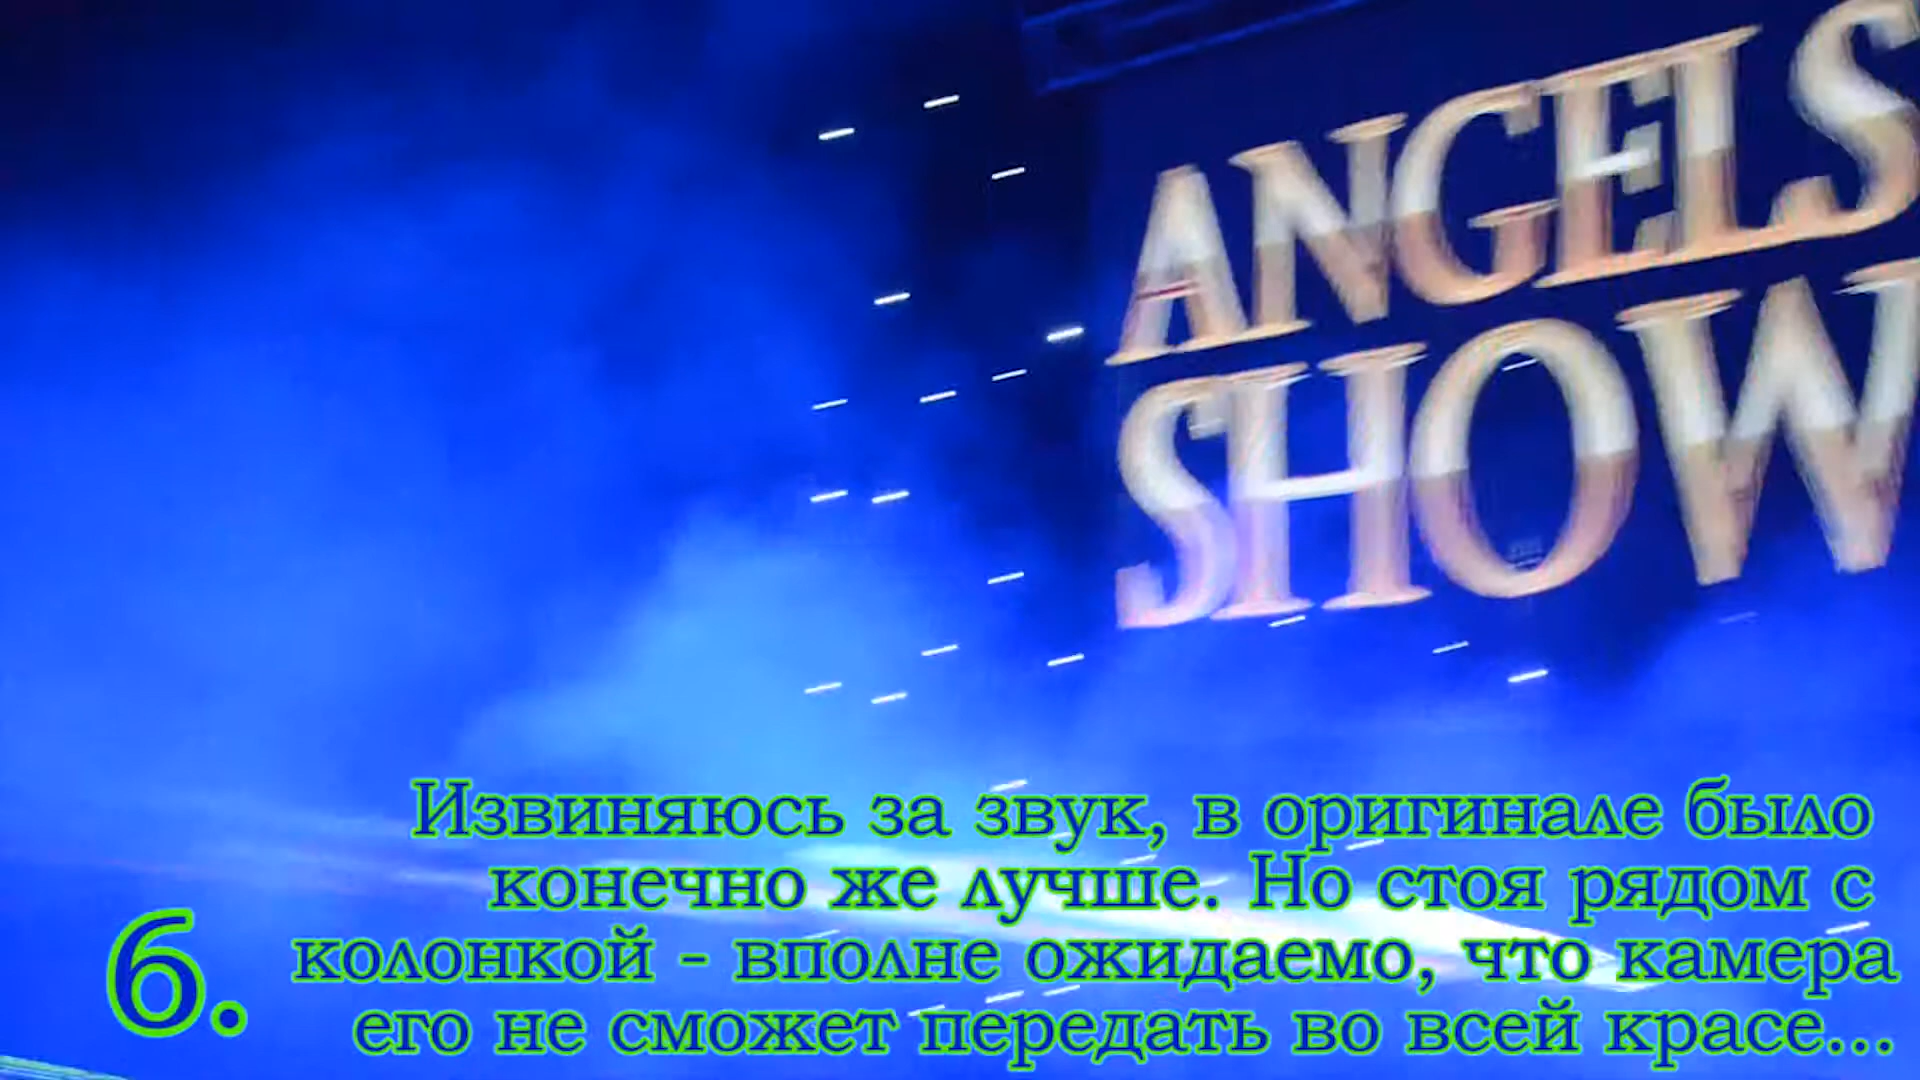 ANGELS
SHOW
Извиняюсь за звук, в оригинале было
конечно же лучше. Но стоя рядом с
6. колонкой - вполне ожидаемо, что камера
его не сможет передать во всей красе...